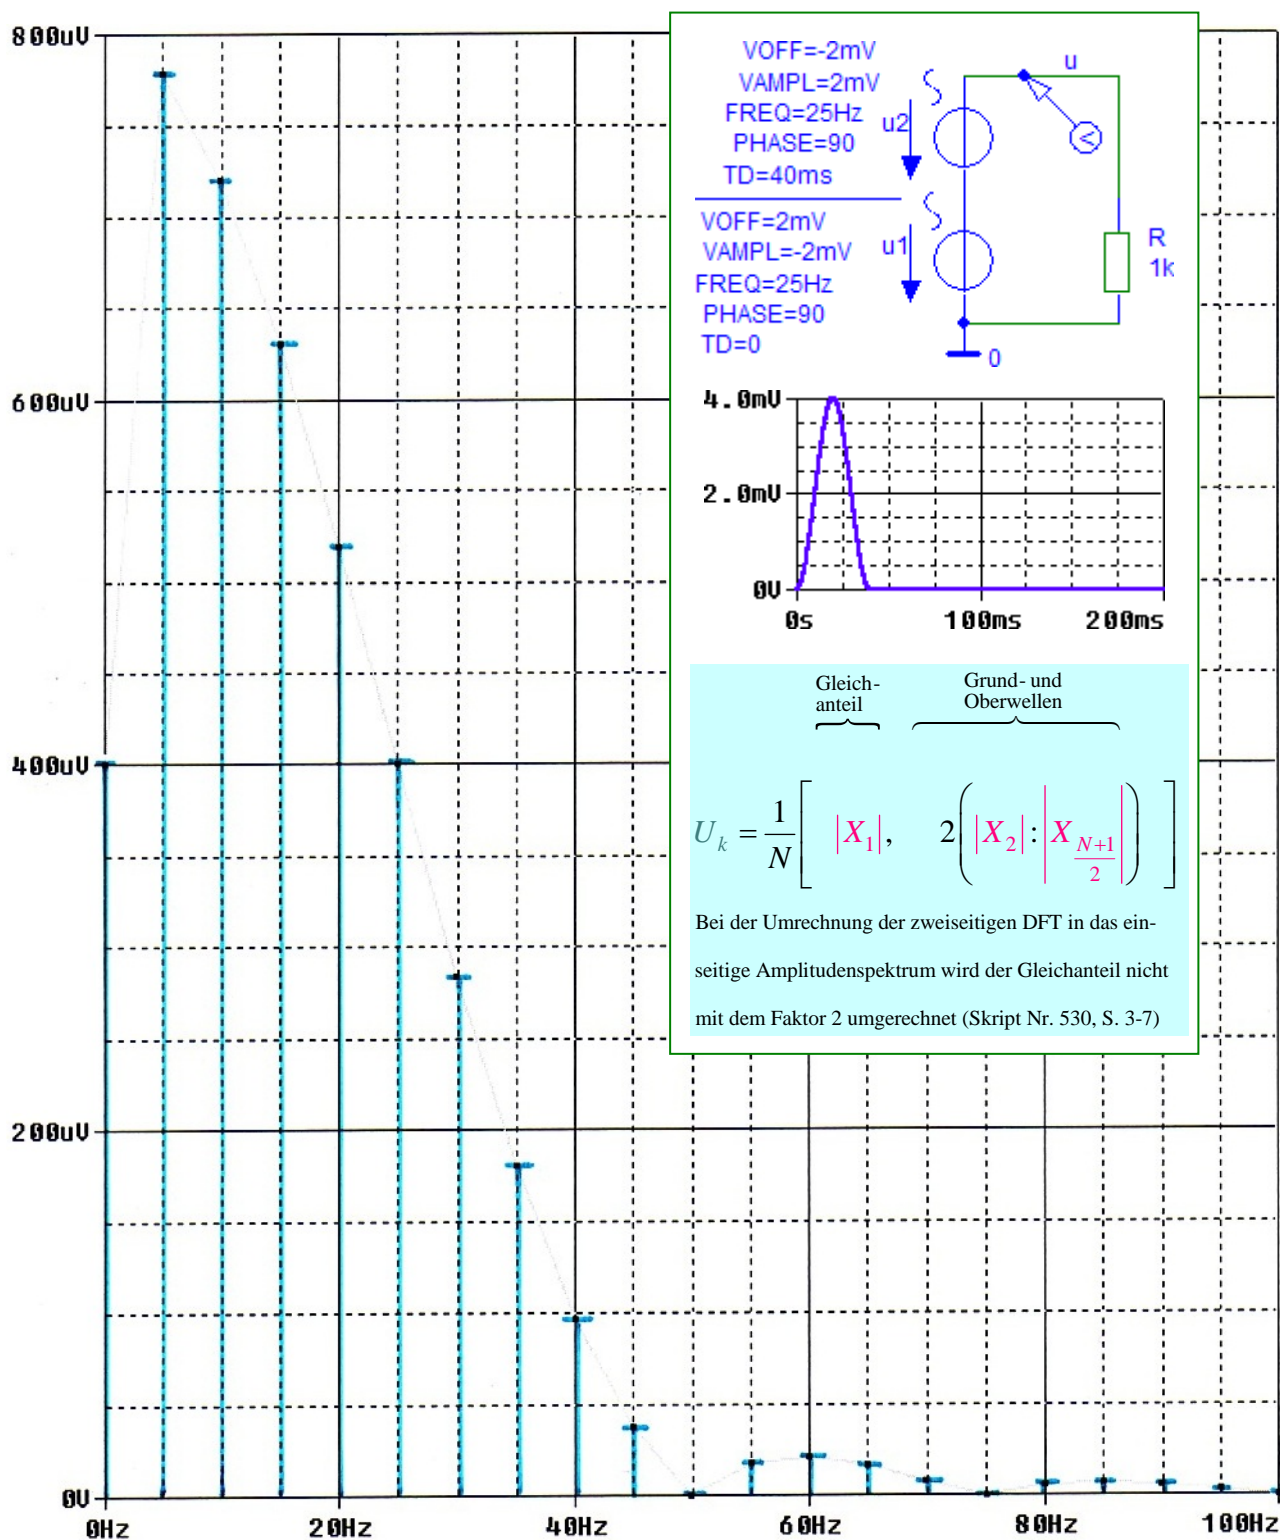 800uV
600uV
400uV
200uV
0V
0Hz
20Hz
40Hz
60Hz
80Hz
100Hz
VOFF=-2mV
VAMPL=2mV
FREQ=25Hz
PHASE=90
TD=40ms
u2
VOFF=2mV
VAMPL=-2mV
FREQ=25Hz
PHASE=90
TD=0
u1
u
V
R
1k
0
4.0mV
2.0mV
0V
0s
100ms
200ms
Gleich-
anteil
Grund- und
Oberwellen
U_k = 1/N [ |X_1|, 2( |X_2| : |X_{(N+1)/2}| ) ]
Bei der Umrechnung der zweiseitigen DFT in das ein-
seitige Amplitudenspektrum wird der Gleichanteil nicht
mit dem Faktor 2 umgerechnet (Skript Nr. 530, S. 3-7)